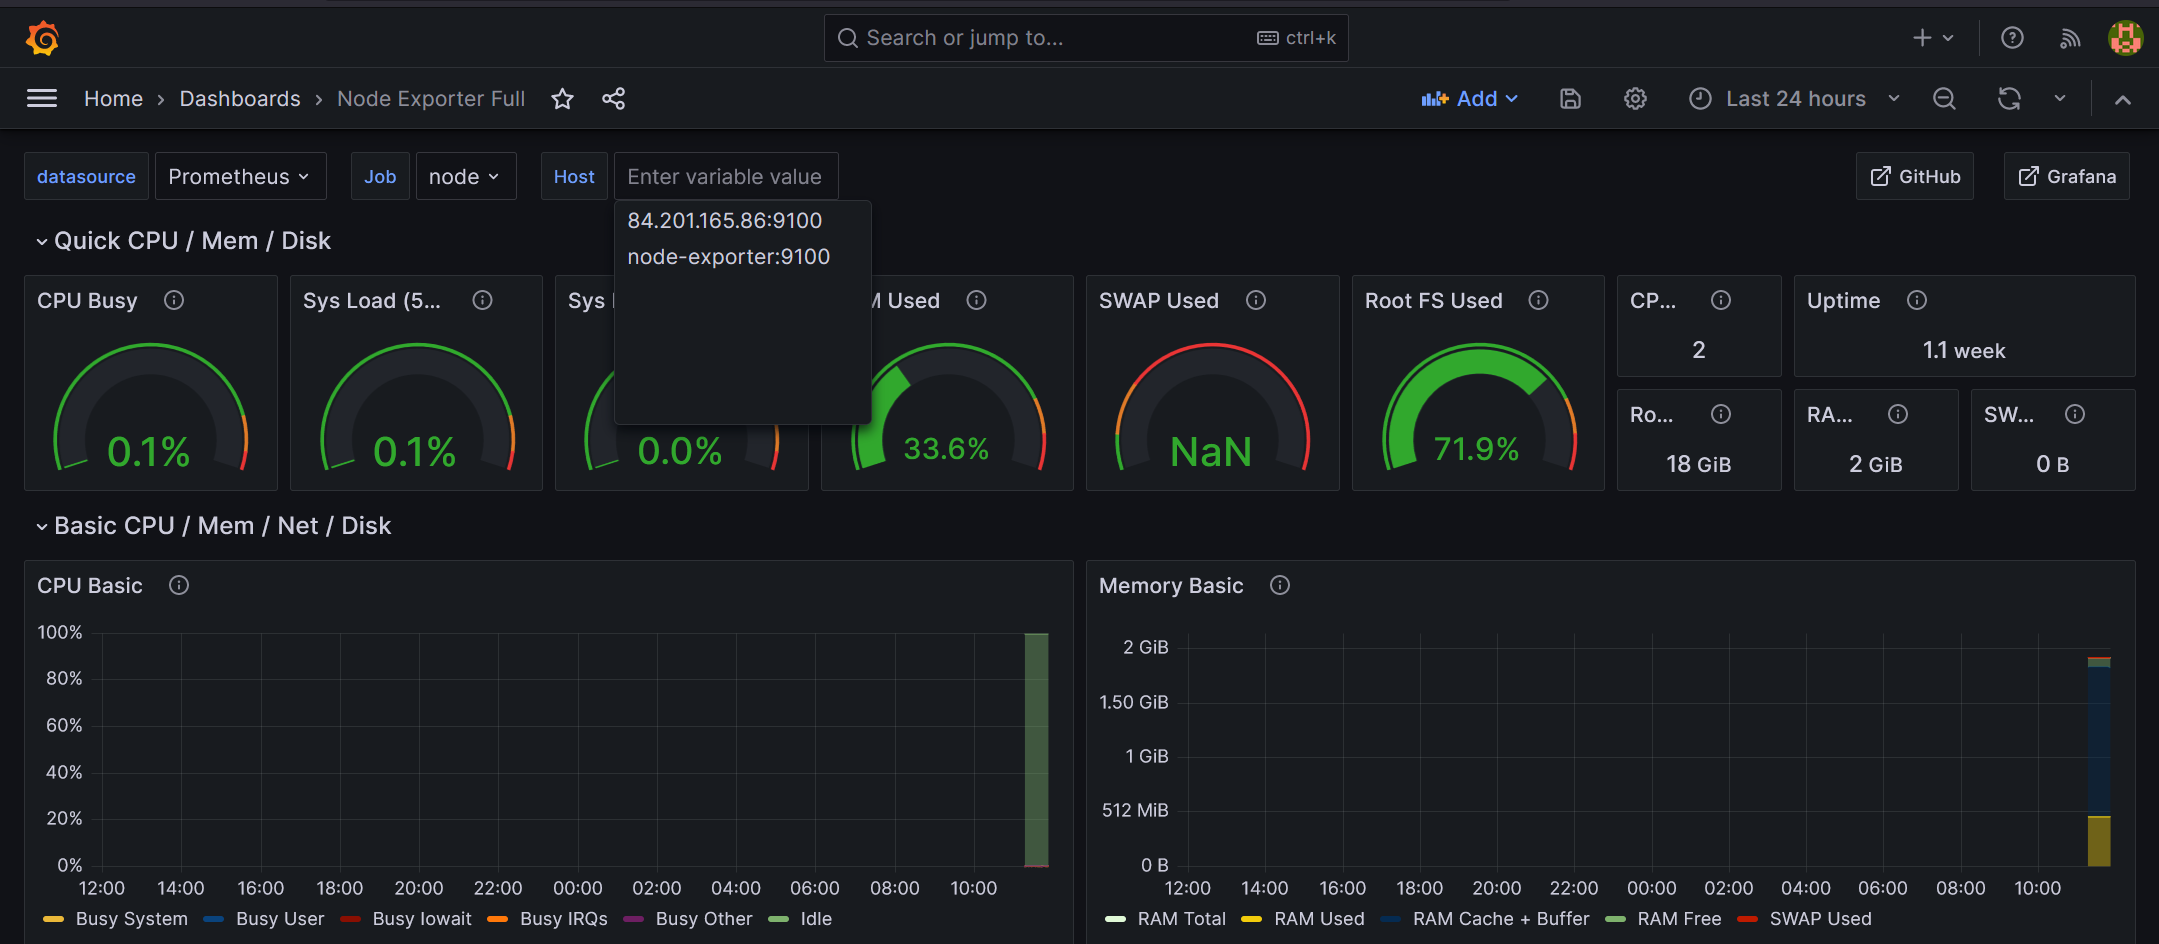 Search or jump to... ctrl+k
Home › Dashboards › Node Exporter Full
Add Last 24 hours
datasource Prometheus Job node Host Enter variable value GitHub Grafana
84.201.165.86:9100
node-exporter:9100
Quick CPU / Mem / Disk
CPU Busy
0.1%
Sys Load (5...
0.1%
Sys
0.0%
Used
33.6%
SWAP Used
NaN
Root FS Used
71.9%
CP...
2
Uptime
1.1 week
Ro...
18 GiB
RA...
2 GiB
SW...
0 B
Basic CPU / Mem / Net / Disk
CPU Basic
100%
80%
60%
40%
20%
0%
12:00 14:00 16:00 18:00 20:00 22:00 00:00 02:00 04:00 06:00 08:00 10:00
Busy System Busy User Busy Iowait Busy IRQs Busy Other Idle
Memory Basic
2 GiB
1.50 GiB
1 GiB
512 MiB
0 B
12:00 14:00 16:00 18:00 20:00 22:00 00:00 02:00 04:00 06:00 08:00 10:00
RAM Total RAM Used RAM Cache + Buffer RAM Free SWAP Used